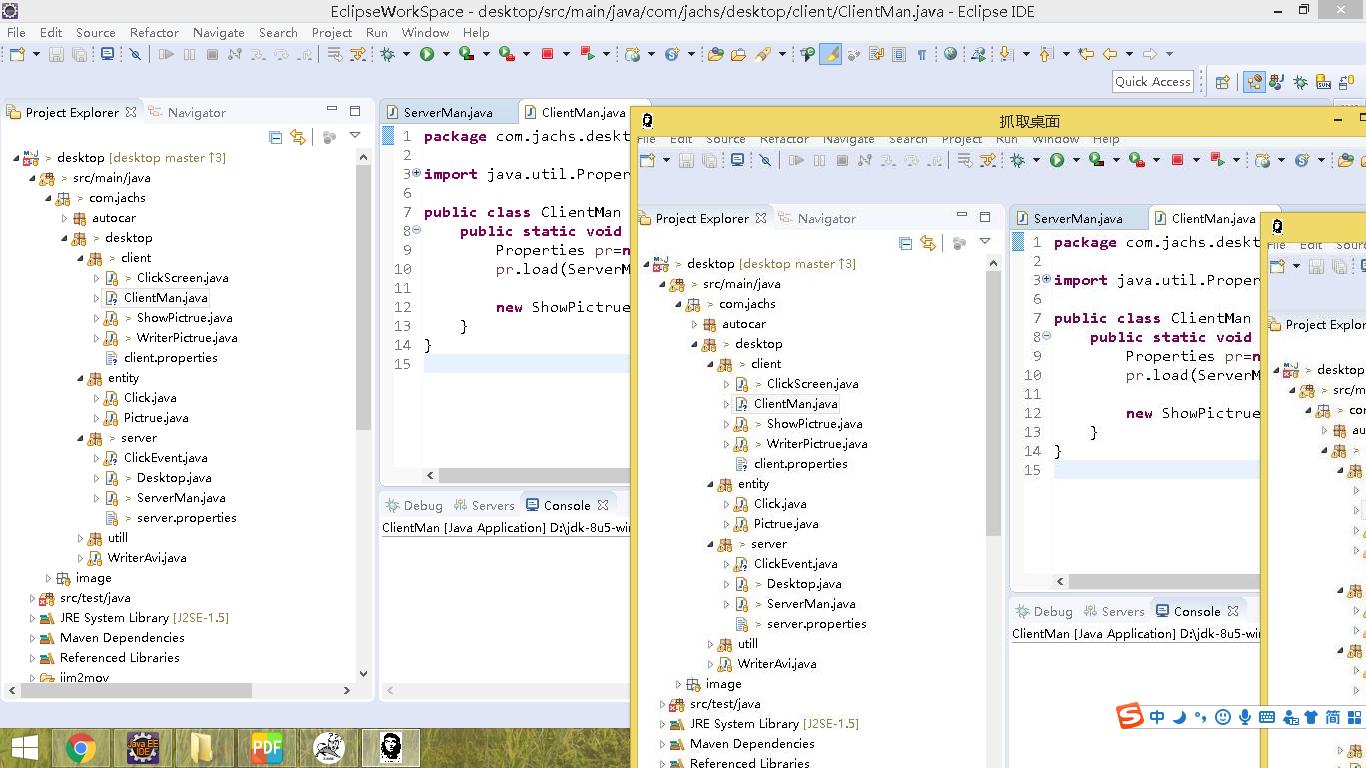 EclipseWorkSpace - desktop/src/main/java/com/jachs/desktop/client/ClientMan.java - Eclipse IDE
File Edit Source Refactor Navigate Search Project Run Window Help
Quick Access
Project Explorer Navigator
desktop [desktop master ↑3]
> src/main/java
> com.jachs
autocar
> desktop
> client
> ClickScreen.java
ClientMan.java
> ShowPictrue.java
> WriterPictrue.java
client.properties
entity
Click.java
Pictrue.java
> server
ClickEvent.java
> Desktop.java
> ServerMan.java
> server.properties
utill
WriterAvi.java
image
src/test/java
JRE System Library [J2SE-1.5]
Maven Dependencies
Referenced Libraries
jim2mov
ServerMan.java ClientMan.java
1 package com.jachs.deskt
2
3 import java.util.Proper
6
7 public class ClientMan
8 public static void
9 Properties pr=n
10 pr.load(ServerM
11
12 new ShowPictrue
13 }
14 }
15
Debug Servers Console
ClientMan [Java Application] D:\jdk-8u5-wi
抓取桌面
File Edit Source Refactor Navigate Search Project Run Window Help
Project Explorer Navigator
> desktop [desktop master ↑3]
> src/main/java
> com.jachs
autocar
> desktop
> client
> ClickScreen.java
ClientMan.java
> ShowPictrue.java
> WriterPictrue.java
client.properties
entity
Click.java
Pictrue.java
> server
ClickEvent.java
> Desktop.java
> ServerMan.java
> server.properties
utill
WriterAvi.java
image
src/test/java
JRE System Library [J2SE-1.5]
Maven Dependencies
Referenced Libraries
ServerMan.java ClientMan.java
1 package com.jachs.deskt
2
3 import java.util.Proper
6
7 public class ClientMan
8 public static void
9 Properties pr=n
10 pr.load(ServerM
11
12 new ShowPictrue
13 }
14 }
15
Debug Servers Console
ClientMan [Java Application] D:\jdk-8u5-wi
File Edit Sour
Project Explor
> desktop
> src/m
> co
au
S 中 简
Java EE IDE
PDF